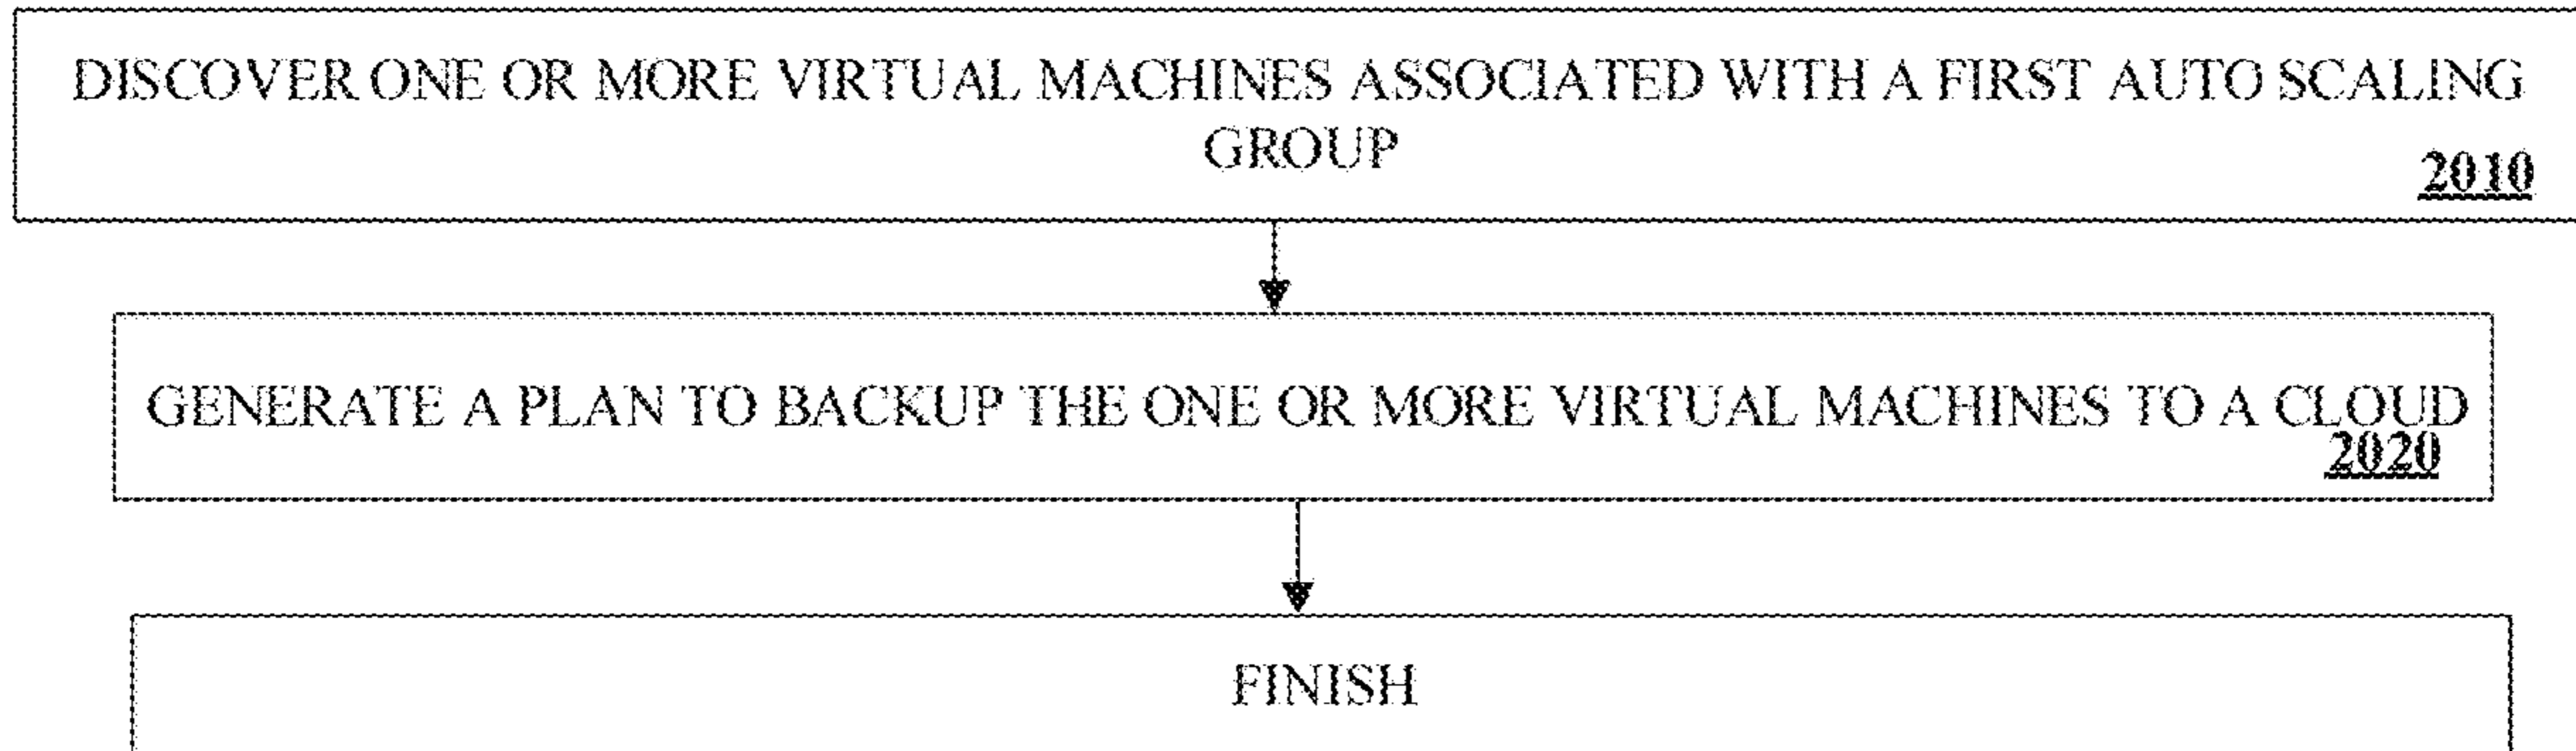 DISCOVER ONE OR MORE VIRTUAL MACHINES ASSOCIATED WITH A FIRST AUTO SCALING
GROUP
2010
GENERATE A PLAN TO BACKUP THE ONE OR MORE VIRTUAL MACHINES TO A CLOUD
2020
FINISH